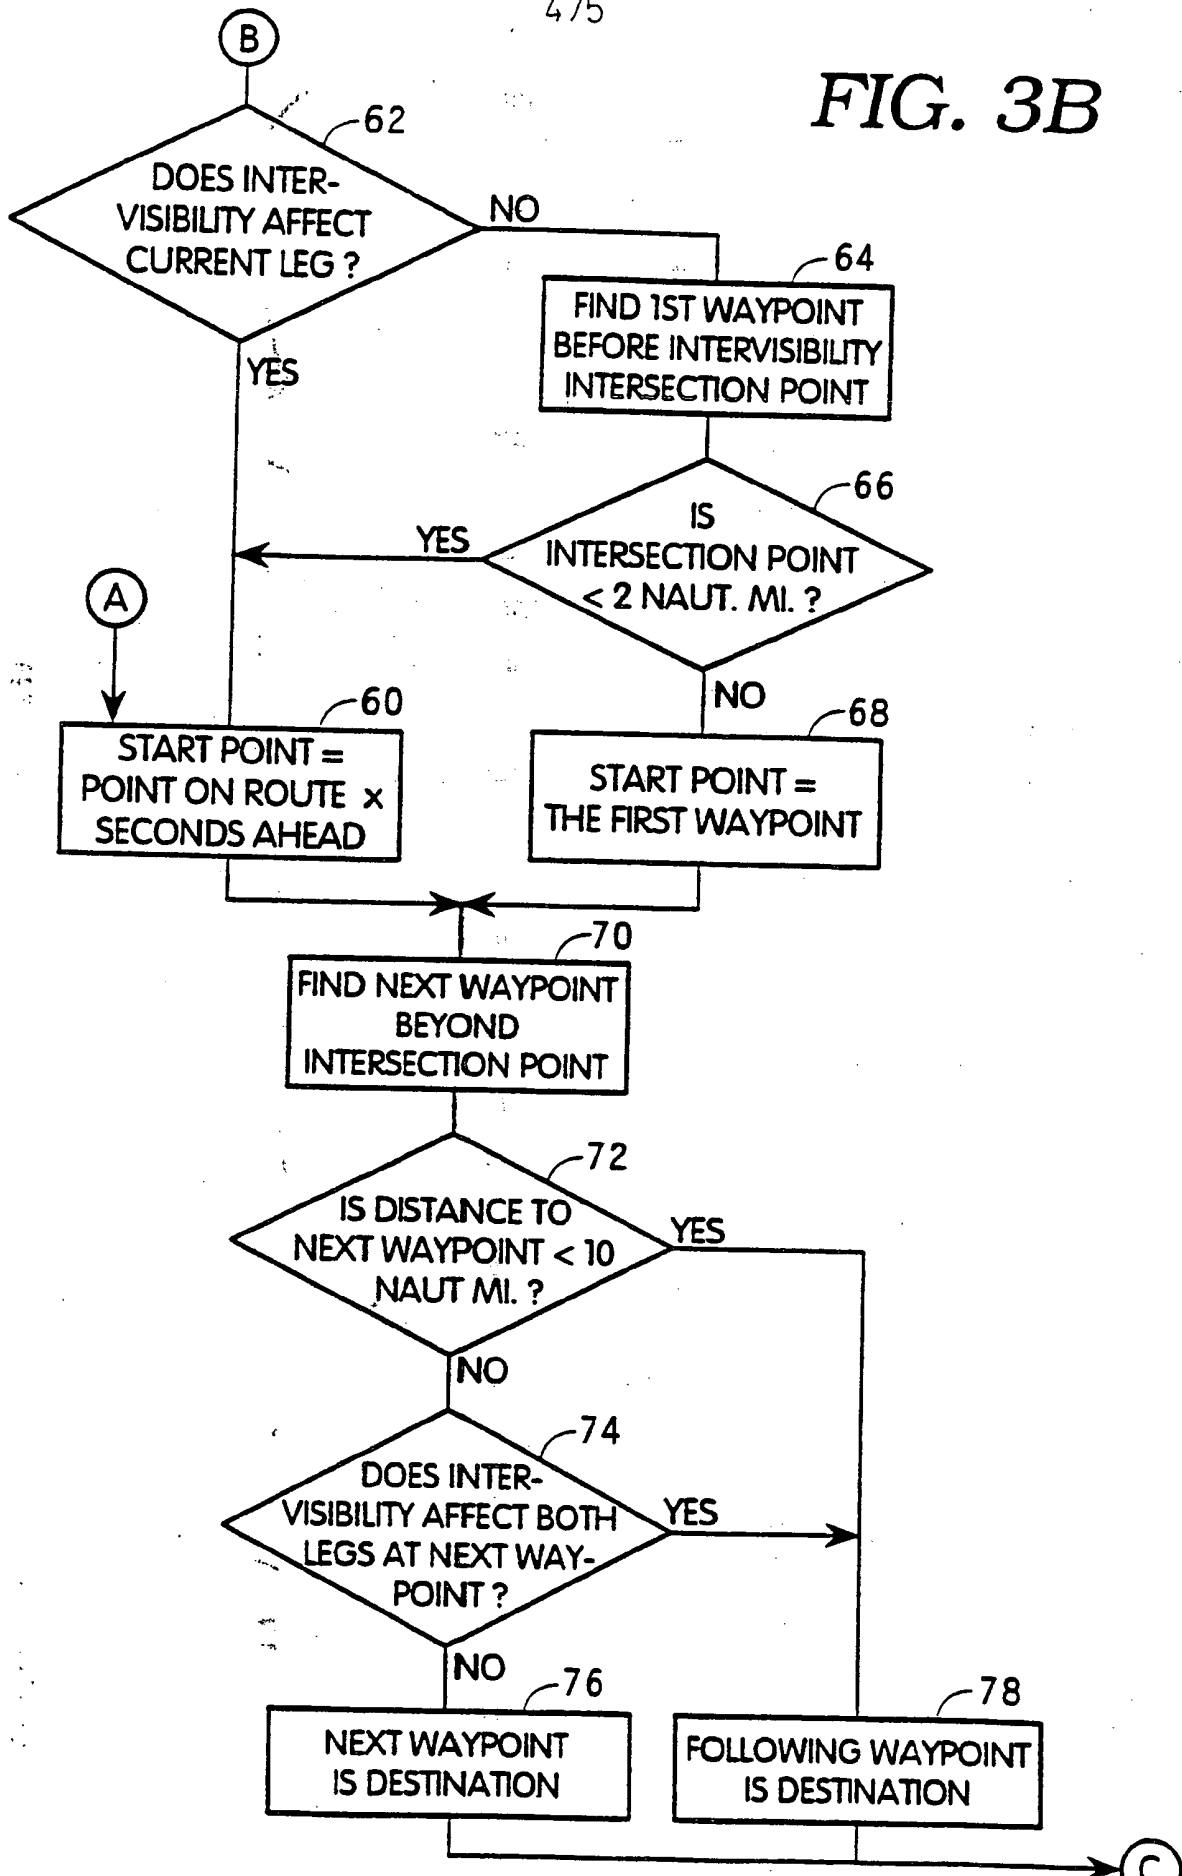 4/5
B
FIG. 3B
62
DOES INTER-
VISIBILITY AFFECT
CURRENT LEG ?
NO
YES
64
FIND 1ST WAYPOINT
BEFORE INTERVISIBILITY
INTERSECTION POINT
66
IS
INTERSECTION POINT
< 2 NAUT. MI. ?
YES
NO
A
60
START POINT =
POINT ON ROUTE x
SECONDS AHEAD
68
START POINT =
THE FIRST WAYPOINT
70
FIND NEXT WAYPOINT
BEYOND
INTERSECTION POINT
72
IS DISTANCE TO
NEXT WAYPOINT < 10
NAUT MI. ?
YES
NO
74
DOES INTER-
VISIBILITY AFFECT BOTH
LEGS AT NEXT WAY-
POINT ?
YES
NO
76
NEXT WAYPOINT
IS DESTINATION
78
FOLLOWING WAYPOINT
IS DESTINATION
C